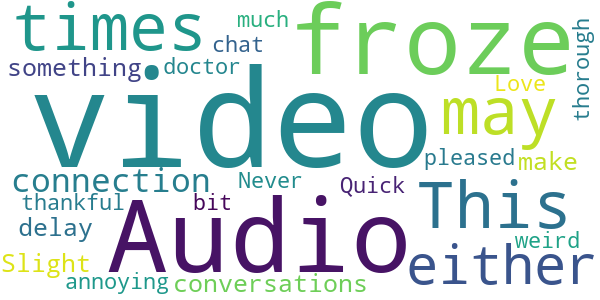 times much froze thorough
chat
something doctor
video Love may
connection pleased make
thankful Never Quick This
delay bit Audio weird
Slight either
annoying conversations